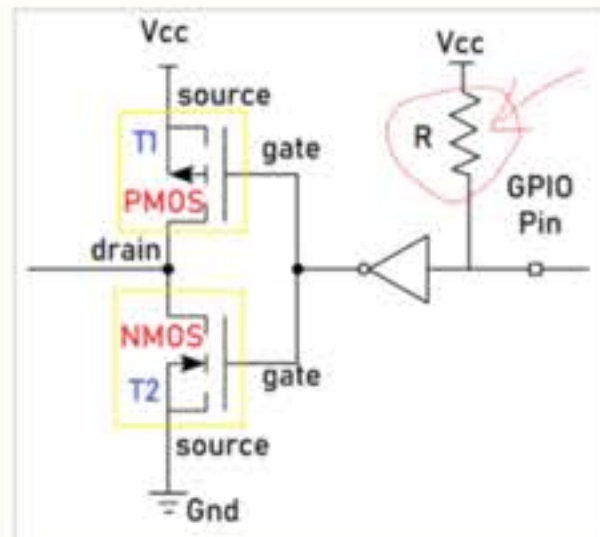 Vcc
Vcc
source
T1
gate
R
PMOS
GPIO
Pin
drain
NMOS
gate
T2
source
Gnd